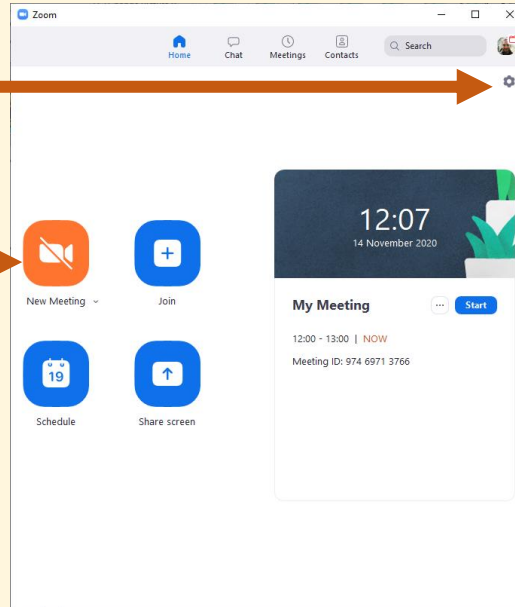 Zoom
Home Chat Meetings Contacts Search
12:07
14 November 2020
New Meeting Join
My Meeting ... Start
12:00 - 13:00 | NOW
Meeting ID: 974 6971 3766
19
Schedule Share screen